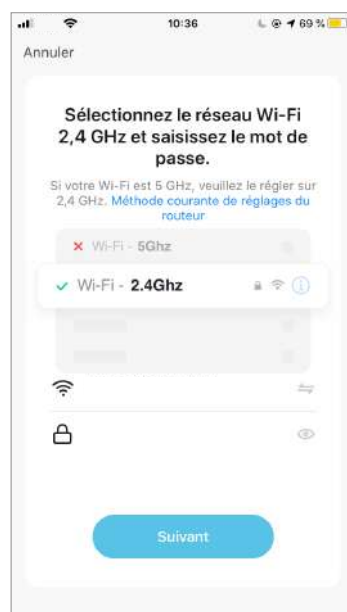 10:36 69 %
Annuler
Sélectionnez le réseau Wi-Fi
2,4 GHz et saisissez le mot de
passe.
Si votre Wi-Fi est 5 GHz, veuillez le régler sur
2,4 GHz. Méthode courante de réglages du
routeur
Wi-Fi - 5Ghz
Wi-Fi - 2.4Ghz
Suivant